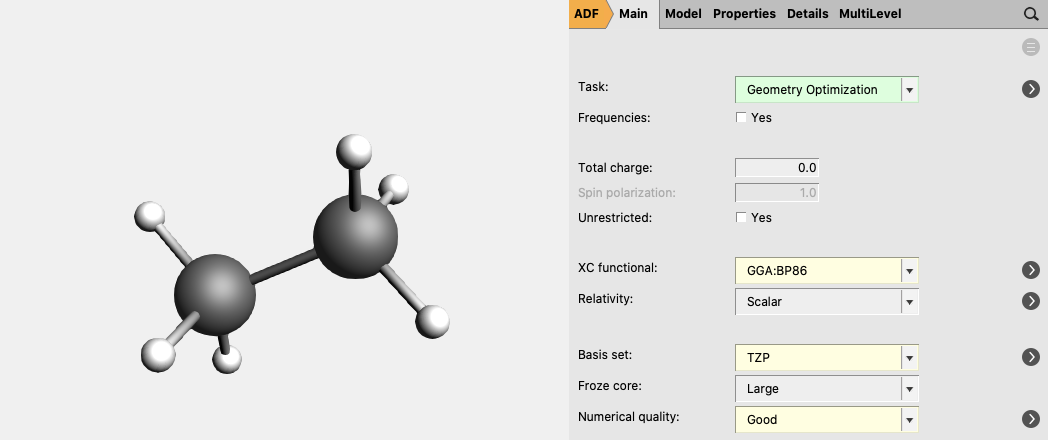 ADF Main Model Properties Details MultiLevel
Task: Geometry Optimization
Frequencies: Yes
Total charge: 0.0
Spin polarization: 1.0
Unrestricted: Yes
XC functional: GGA:BP86
Relativity: Scalar
Basis set: TZP
Froze core: Large
Numerical quality: Good